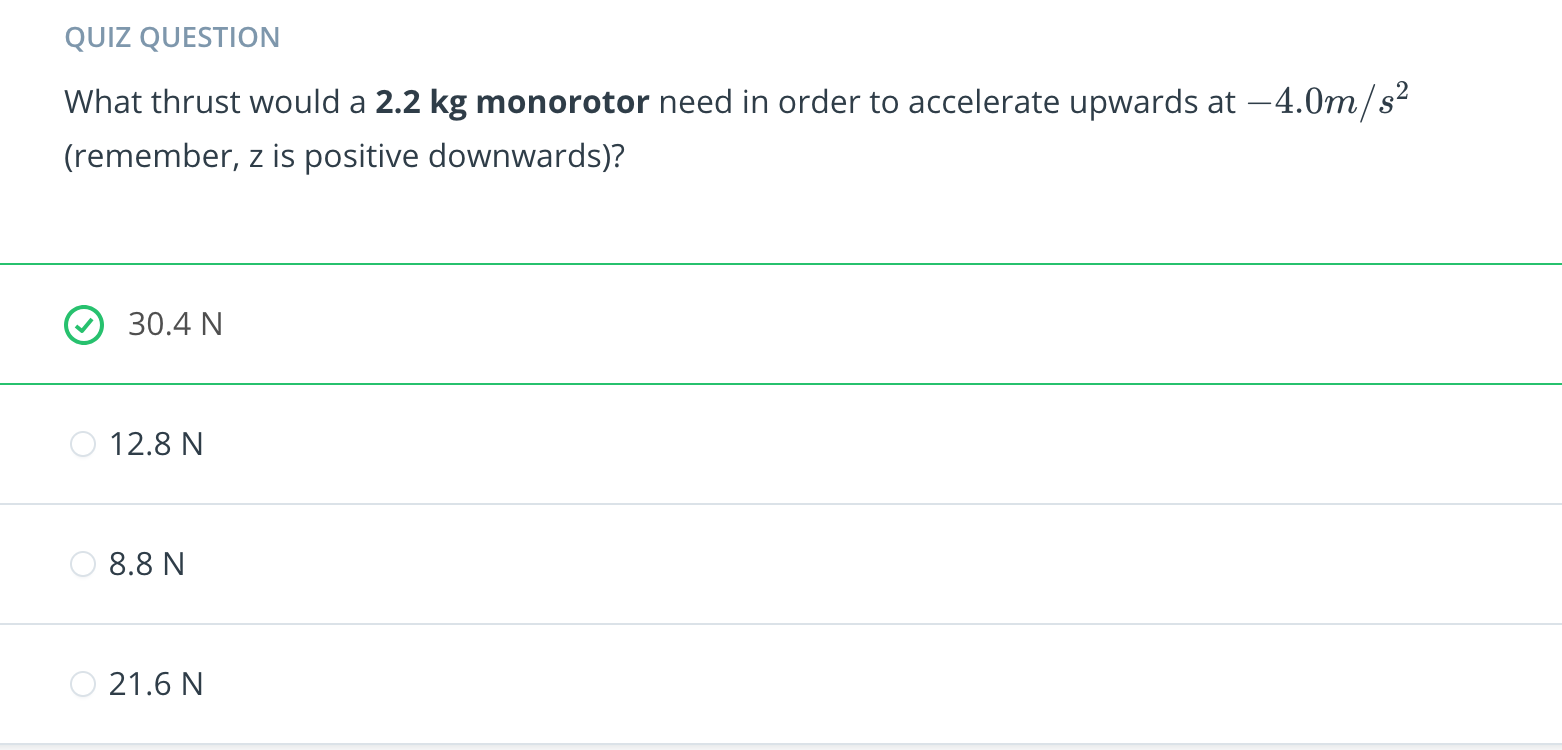 QUIZ QUESTION
What thrust would a 2.2 kg monorotor need in order to accelerate upwards at −4.0m/s²
(remember, z is positive downwards)?
30.4 N
12.8 N
8.8 N
21.6 N